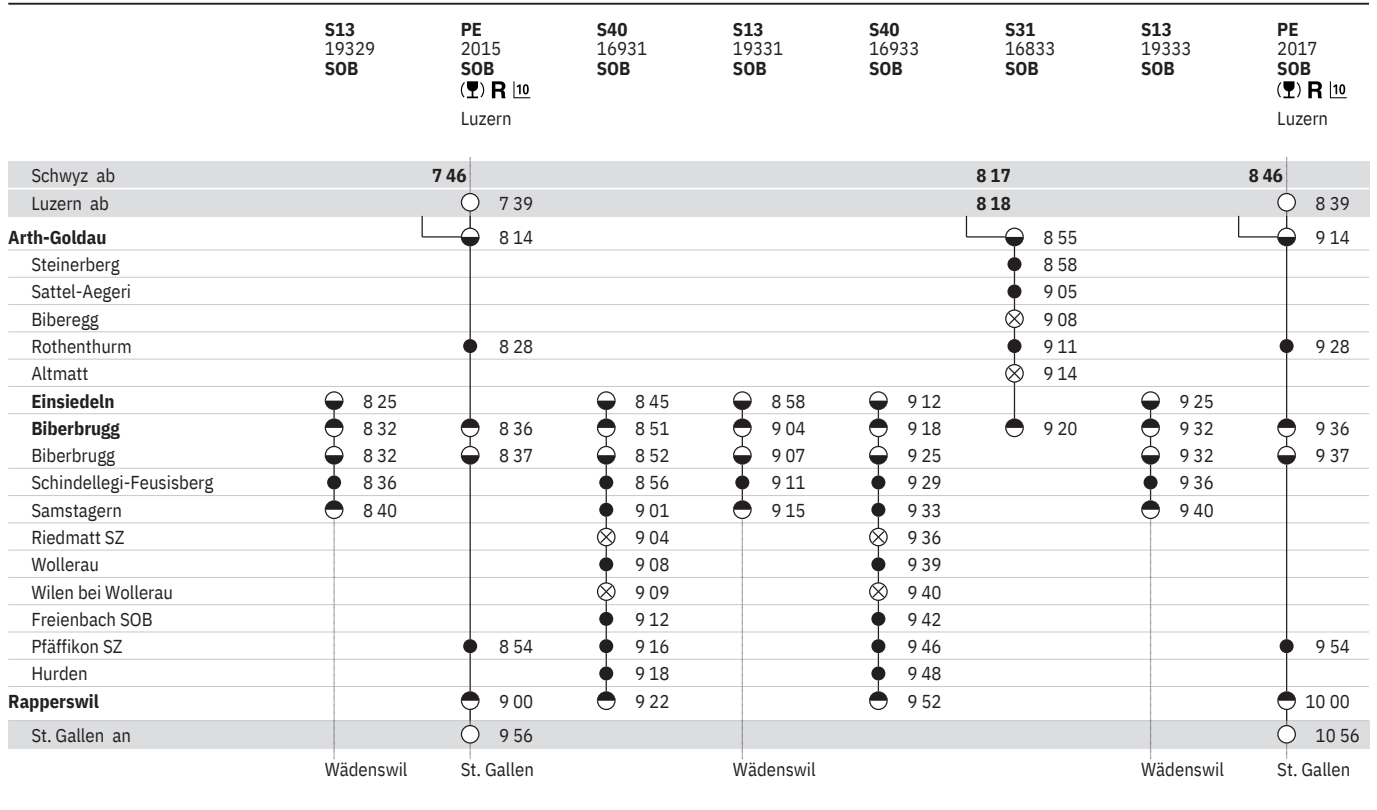 S13 PE S40 S13 S40 S31 S13 PE
19329 2015 16931 19331 16933 16833 19333 2017
SOB SOB SOB SOB SOB SOB SOB SOB
R 10 R 10
Luzern Luzern
Schwyz ab 7 46 8 17 8 46
Luzern ab 7 39 8 18 8 39
Arth-Goldau 8 14 8 55 9 14
Steinerberg 8 58
Sattel-Aegeri 9 05
Biberegg 9 08
Rothenthurm 8 28 9 11 9 28
Altmatt 9 14
Einsiedeln 8 25 8 45 8 58 9 12 9 25
Biberbrugg 8 32 8 36 8 51 9 04 9 18 9 20 9 32 9 36
Biberbrugg 8 32 8 37 8 52 9 07 9 25 9 32 9 37
Schindellegi-Feusisberg 8 36 8 56 9 11 9 29 9 36
Samstagern 8 40 9 01 9 15 9 33 9 40
Riedmatt SZ 9 04 9 36
Wollerau 9 08 9 39
Wilen bei Wollerau 9 09 9 40
Freienbach SOB 9 12 9 42
Pfäffikon SZ 8 54 9 16 9 46 9 54
Hurden 9 18 9 48
Rapperswil 9 00 9 22 9 52 10 00
St. Gallen an 9 56 10 56
Wädenswil St. Gallen Wädenswil Wädenswil St. Gallen